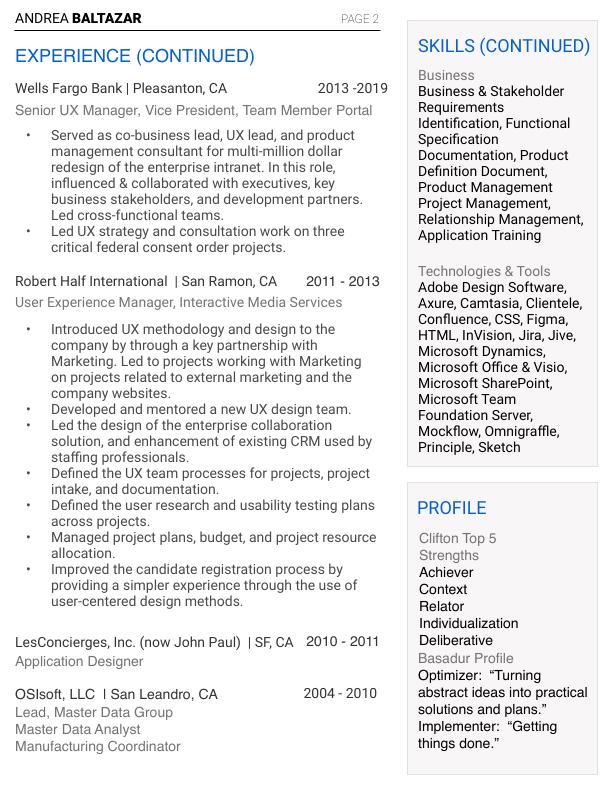 ANDREA BALTAZAR PAGE 2
EXPERIENCE (CONTINUED)
Wells Fargo Bank | Pleasanton, CA 2013 -2019
Senior UX Manager, Vice President, Team Member Portal
• Served as co-business lead, UX lead, and product
management consultant for multi-million dollar
redesign of the enterprise intranet. In this role,
influenced & collaborated with executives, key
business stakeholders, and development partners.
Led cross-functional teams.
• Led UX strategy and consultation work on three
critical federal consent order projects.
Robert Half International | San Ramon, CA 2011 - 2013
User Experience Manager, Interactive Media Services
• Introduced UX methodology and design to the
company by through a key partnership with
Marketing. Led to projects working with Marketing
on projects related to external marketing and the
company websites.
• Developed and mentored a new UX design team.
• Led the design of the enterprise collaboration
solution, and enhancement of existing CRM used by
staffing professionals.
• Defined the UX team processes for projects, project
intake, and documentation.
• Defined the user research and usability testing plans
across projects.
• Managed project plans, budget, and project resource
allocation.
• Improved the candidate registration process by
providing a simpler experience through the use of
user-centered design methods.
LesConcierges, Inc. (now John Paul) | SF, CA 2010 - 2011
Application Designer
OSIsoft, LLC | San Leandro, CA 2004 - 2010
Lead, Master Data Group
Master Data Analyst
Manufacturing Coordinator
SKILLS (CONTINUED)
Business
Business & Stakeholder
Requirements
Identification, Functional
Specification
Documentation, Product
Definition Document,
Product Management
Project Management,
Relationship Management,
Application Training
Technologies & Tools
Adobe Design Software,
Axure, Camtasia, Clientele,
Confluence, CSS, Figma,
HTML, InVision, Jira, Jive,
Microsoft Dynamics,
Microsoft Office & Visio,
Microsoft SharePoint,
Microsoft Team
Foundation Server,
Mockflow, Omnigraffle,
Principle, Sketch
PROFILE
Clifton Top 5
Strengths
Achiever
Context
Relator
Individualization
Deliberative
Basadur Profile
Optimizer: “Turning
abstract ideas into practical
solutions and plans.”
Implementer: “Getting
things done.”